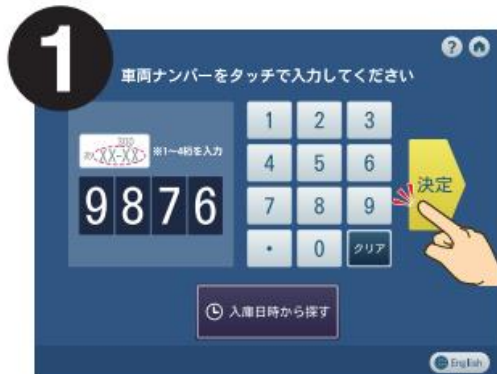 1
? 
車両ナンバーをタッチで入力してください
XX-XX
※1〜4桁を入力
9876
1 2 3
4 5 6
7 8 9
・ 0 クリア
決定
入庫日時から探す
English